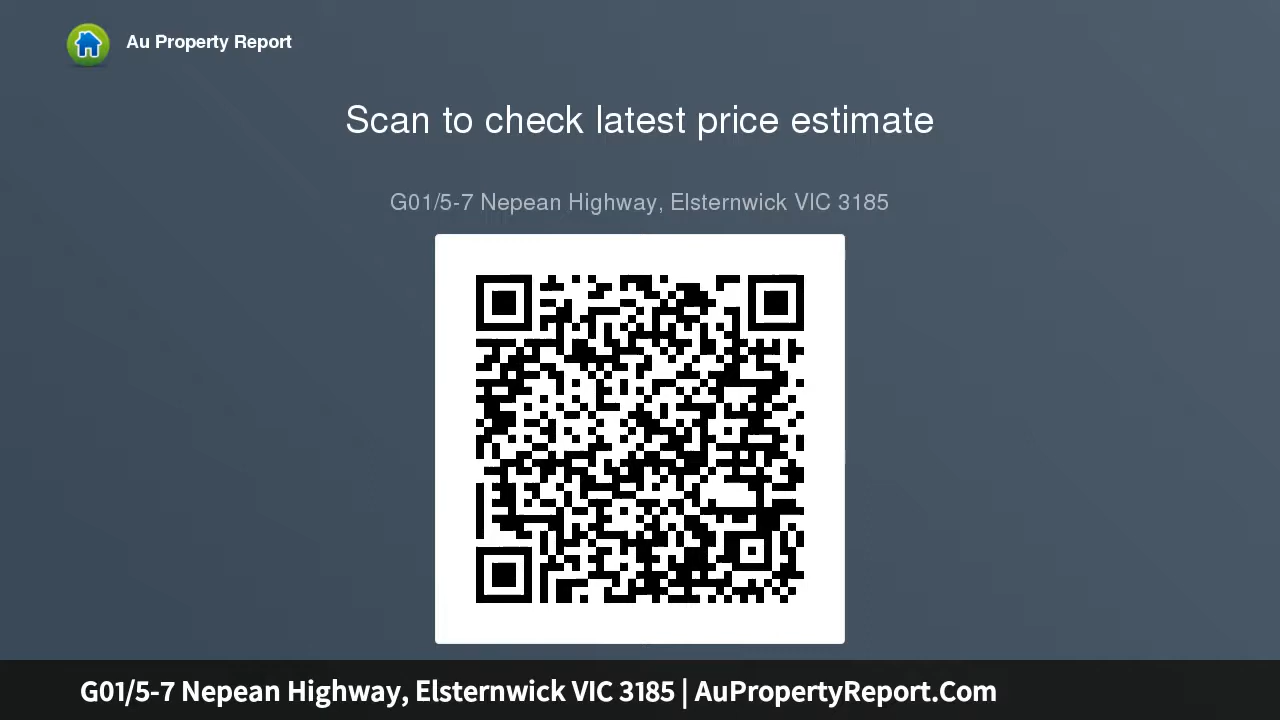 Au Property Report
Scan to check latest price estimate
G01/5-7 Nepean Highway, Elsternwick VIC 3185
G01/5-7 Nepean Highway, Elsternwick VIC 3185 | AuPropertyReport.Com